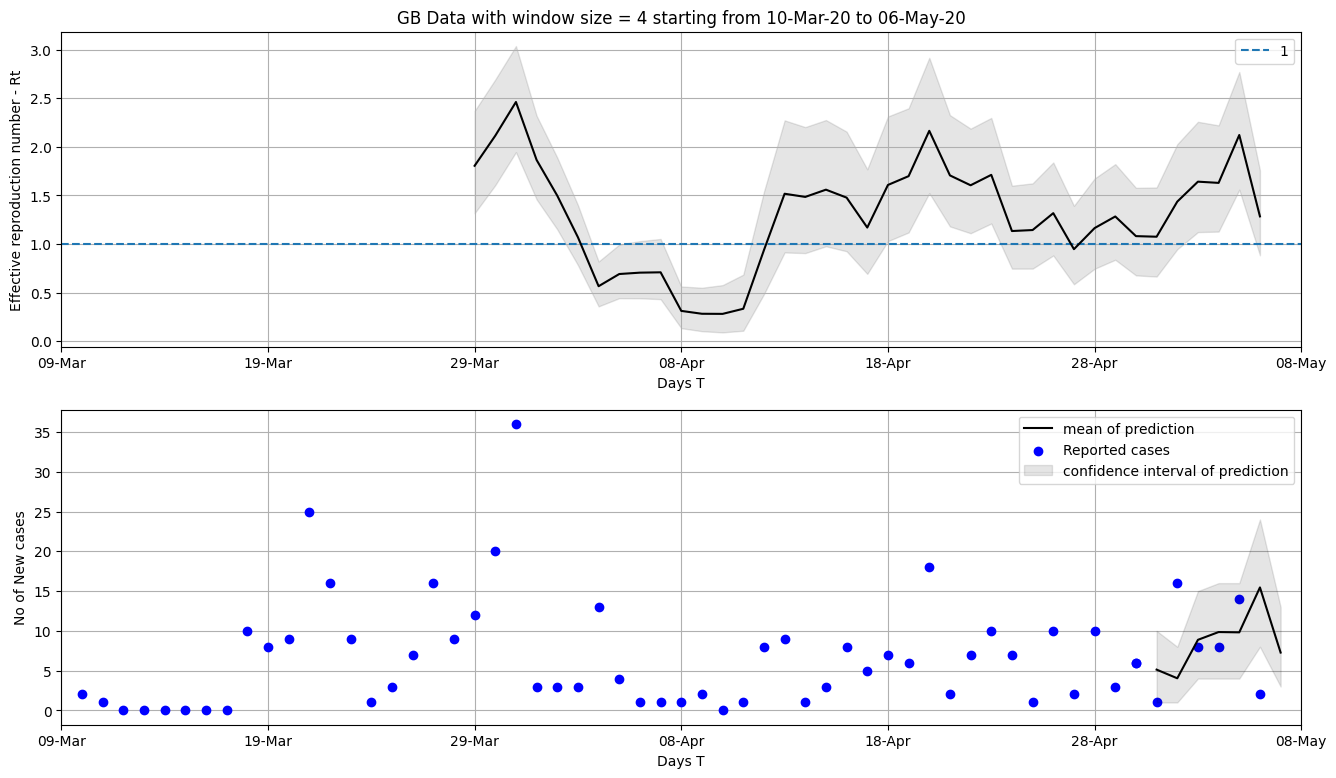 GB Data with window size = 4 starting from 10-Mar-20 to 06-May-20
Effective reproduction number - Rt
3.0
2.5
2.0
1.5
1.0
0.5
0.0
1
09-Mar 19-Mar 29-Mar 08-Apr 18-Apr 28-Apr 08-May
Days T
No of New cases
35
30
25
20
15
10
5
0
mean of prediction
Reported cases
confidence interval of prediction
09-Mar 19-Mar 29-Mar 08-Apr 18-Apr 28-Apr 08-May
Days T